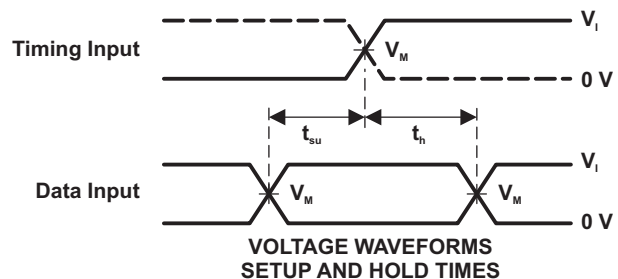 V_I
Timing Input
V_M
0 V
t_su
t_h
V_I
Data Input
V_M
V_M
0 V
VOLTAGE WAVEFORMS
SETUP AND HOLD TIMES